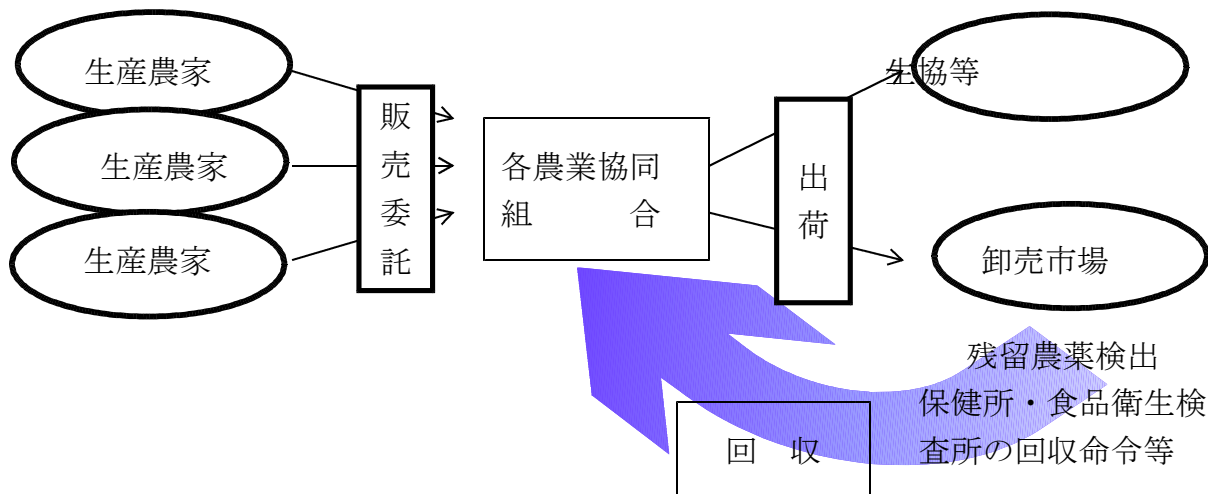 生産農家
生産農家
生産農家
販売委託
各農業協同
組　　　合
出荷
生協等
卸売市場
残留農薬検出
保健所・食品衛生検
査所の回収命令等
回　収